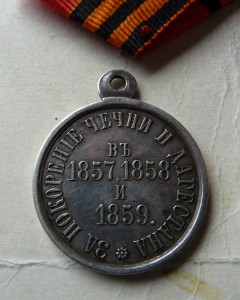 ЗА ПОКОРЕНІЕ ЧЕЧНИ И ДАГЕСТАНА
ВЪ
1857,1858
И
1859.